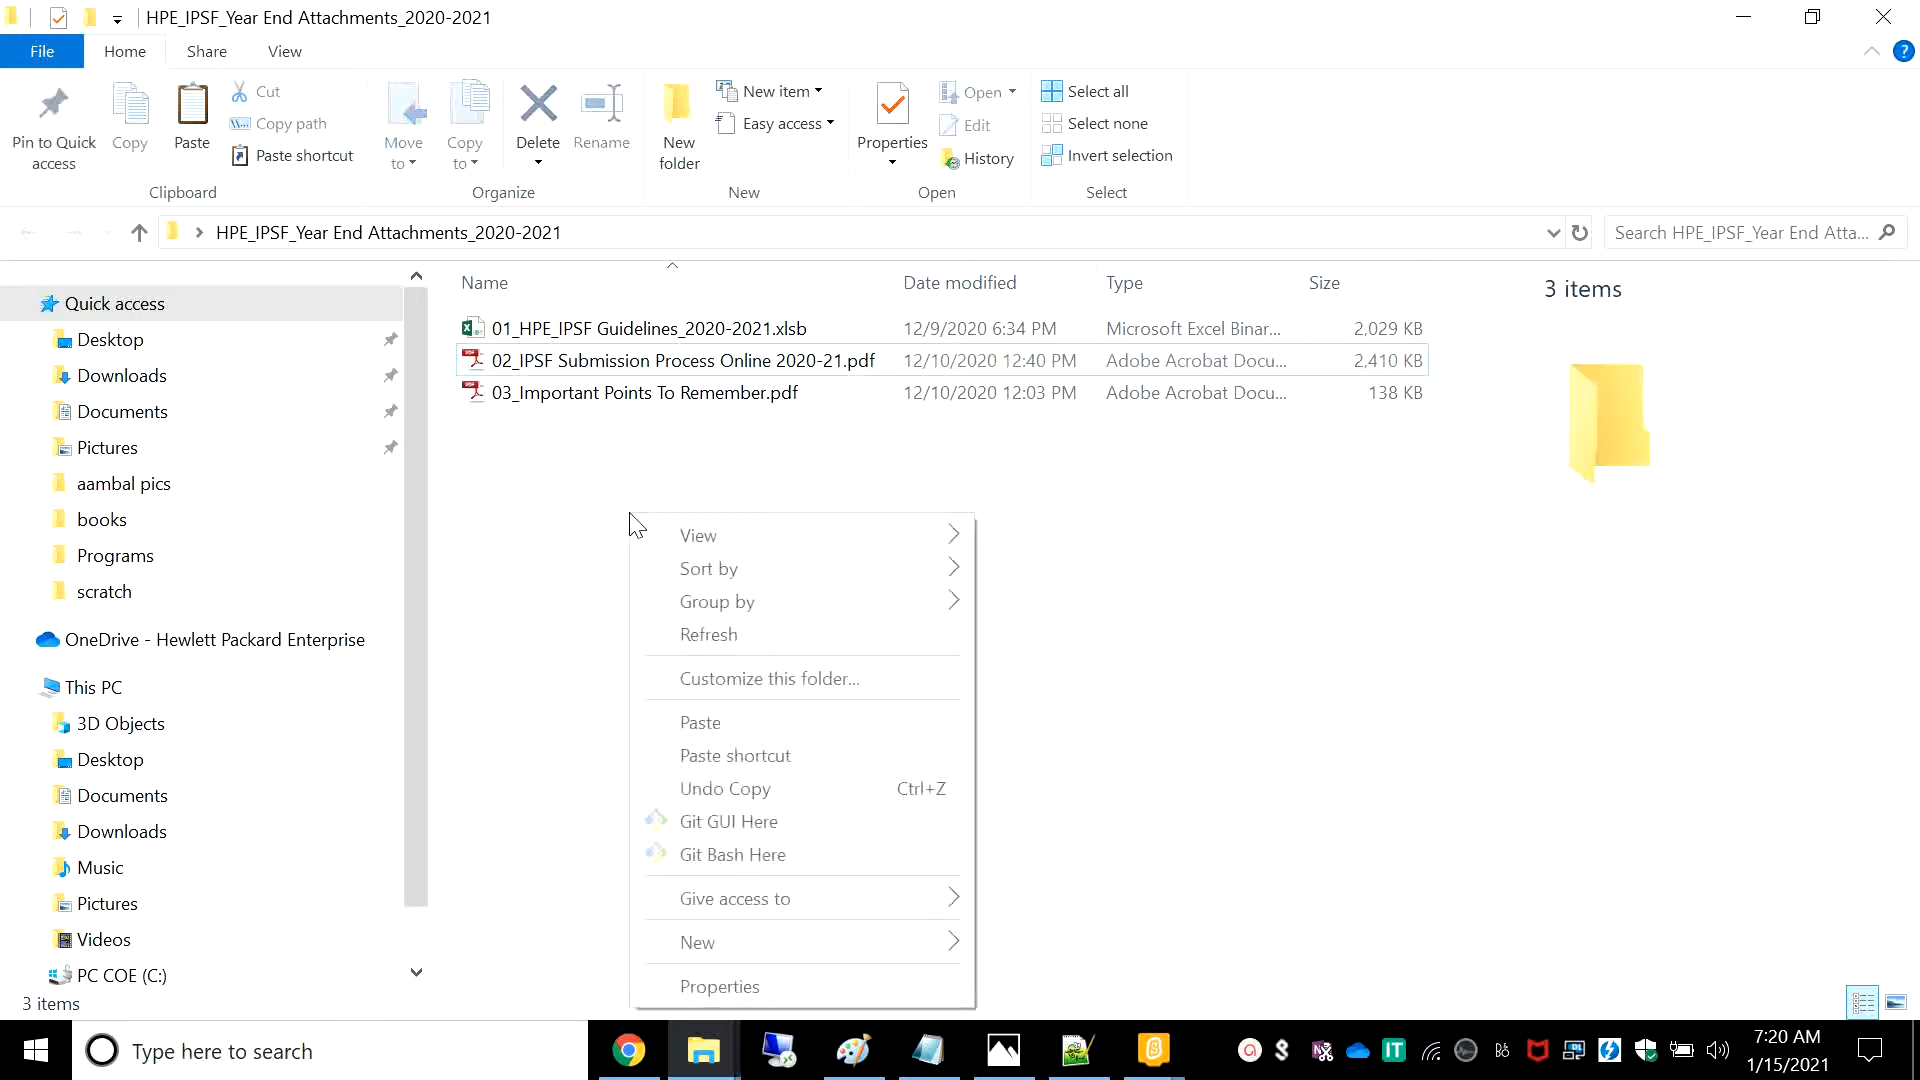 HPE_IPSF_Year End Attachments_2020-2021
File Home Share View
Pin to Quick access
Copy
Paste
Cut
Copy path
Paste shortcut
Clipboard
Move to
Copy to
Delete
Rename
Organize
New folder
New item
Easy access
New
Properties
Open
Edit
History
Open
Select all
Select none
Invert selection
Select
HPE_IPSF_Year End Attachments_2020-2021
Search HPE_IPSF_Year End Atta...
Name Date modified Type Size
01_HPE_IPSF Guidelines_2020-2021.xlsb 12/9/2020 6:34 PM Microsoft Excel Binar... 2,029 KB
02_IPSF Submission Process Online 2020-21.pdf 12/10/2020 12:40 PM Adobe Acrobat Docu... 2,410 KB
03_Important Points To Remember.pdf 12/10/2020 12:03 PM Adobe Acrobat Docu... 138 KB
3 items
Quick access
Desktop
Downloads
Documents
Pictures
aambal pics
books
Programs
scratch
OneDrive - Hewlett Packard Enterprise
This PC
3D Objects
Desktop
Documents
Downloads
Music
Pictures
Videos
PC COE (C:)
3 items
View
Sort by
Group by
Refresh
Customize this folder...
Paste
Paste shortcut
Undo Copy Ctrl+Z
Git GUI Here
Git Bash Here
Give access to
New
Properties
Type here to search
IT
7:20 AM
1/15/2021